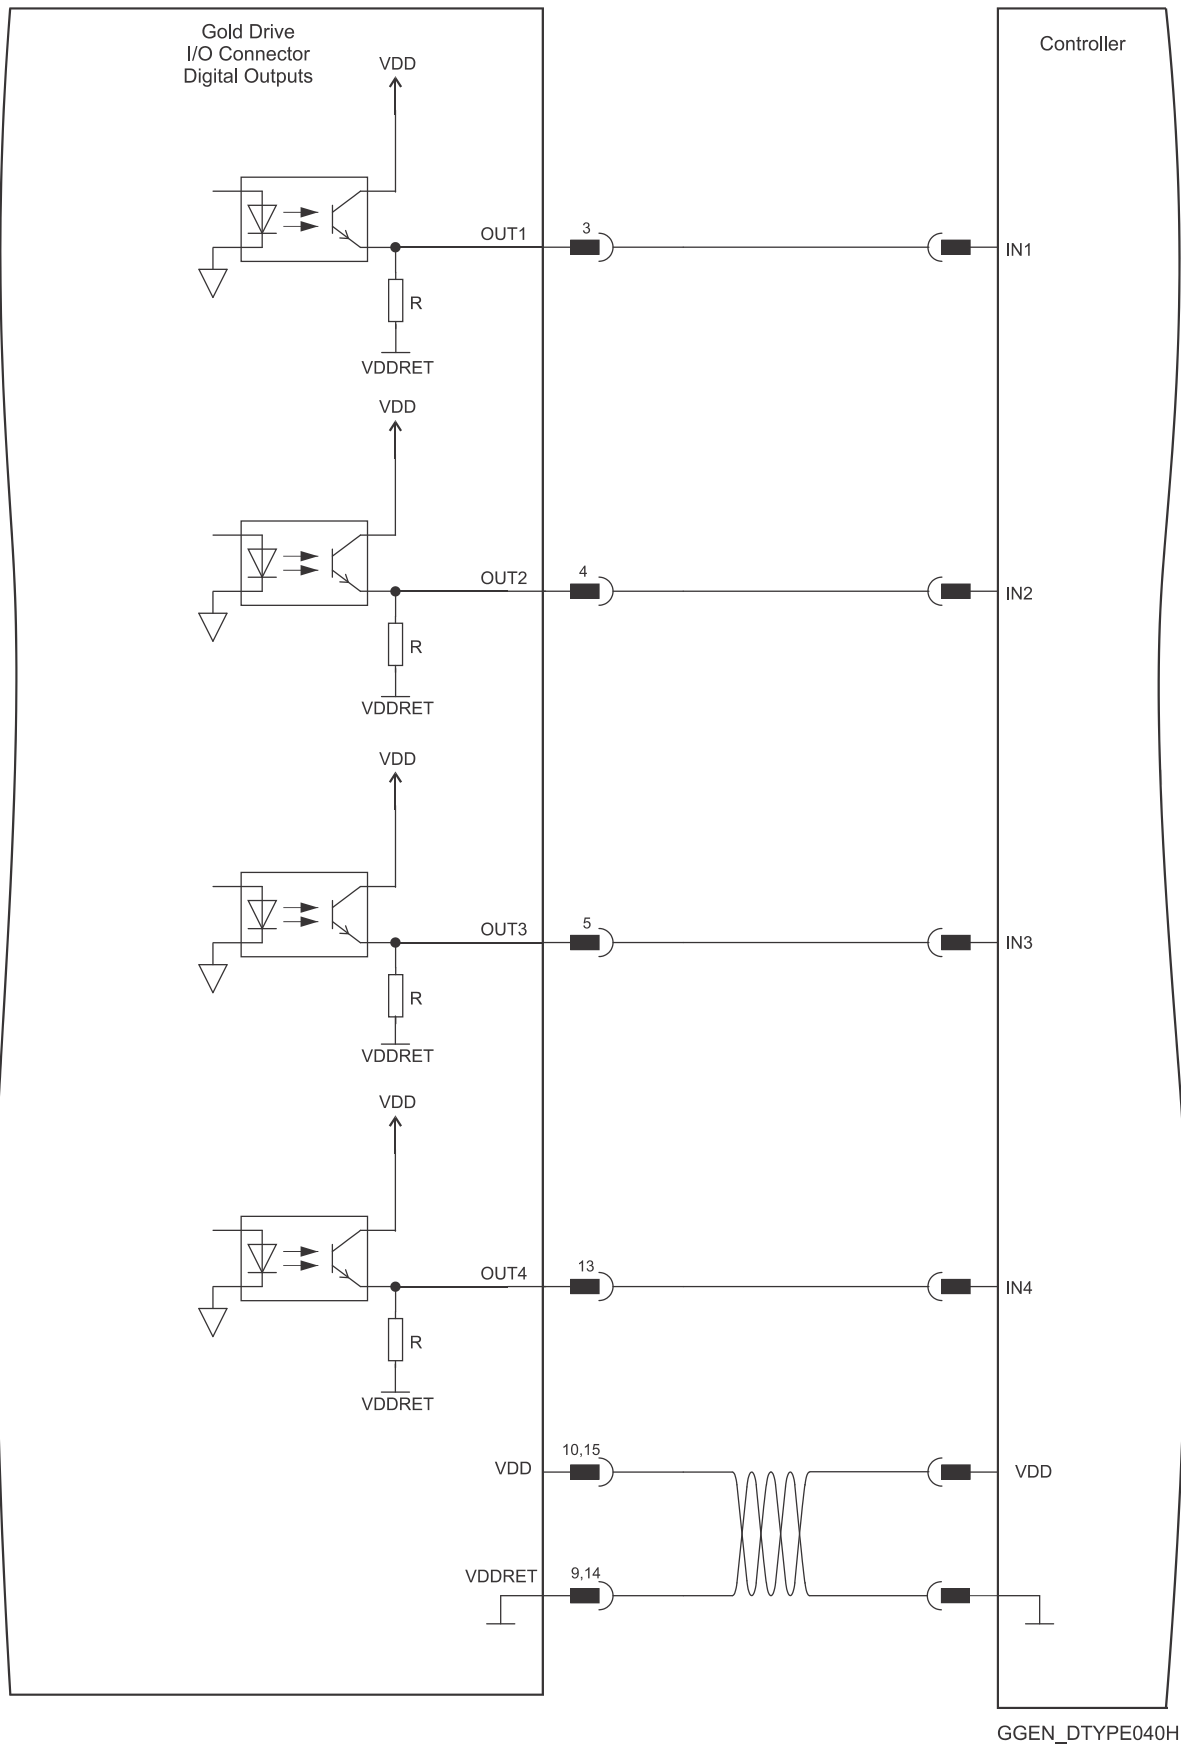 Gold Drive
I/O Connector
Digital Outputs
Controller
VDD
OUT1
3
IN1
R
VDDRET
VDD
OUT2
4
IN2
R
VDDRET
VDD
OUT3
5
IN3
R
VDDRET
VDD
OUT4
13
IN4
R
VDDRET
VDD
10,15
VDD
VDDRET
9,14
GGEN_DTYPE040H